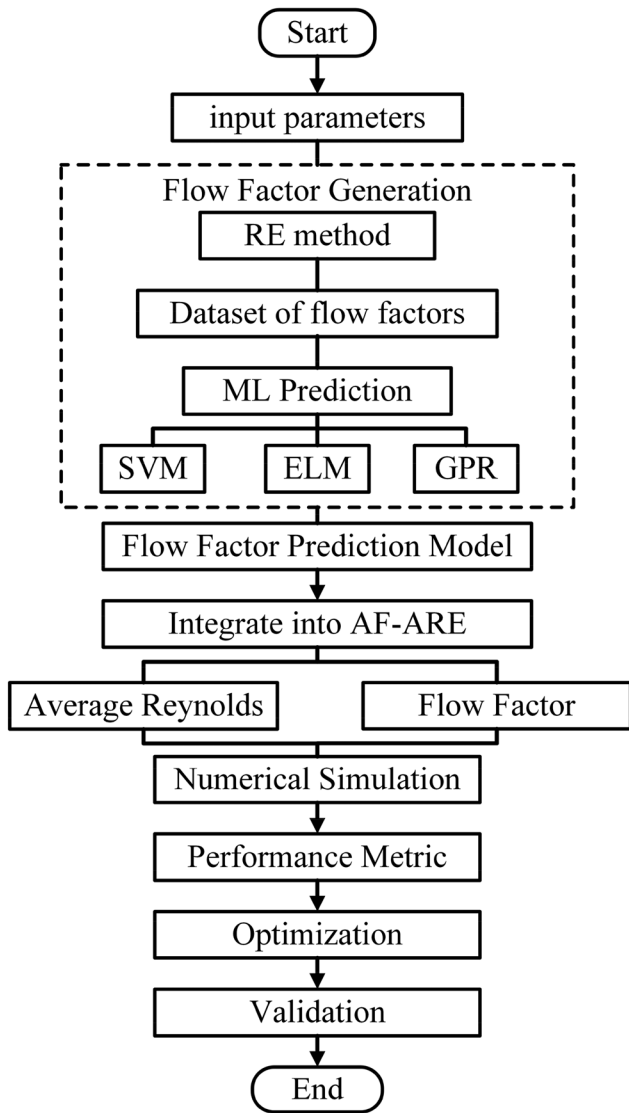 Start
input parameters
Flow Factor Generation
RE method
Dataset of flow factors
ML Prediction
SVM
ELM
GPR
Flow Factor Prediction Model
Integrate into AF-ARE
Average Reynolds
Flow Factor
Numerical Simulation
Performance Metric
Optimization
Validation
End